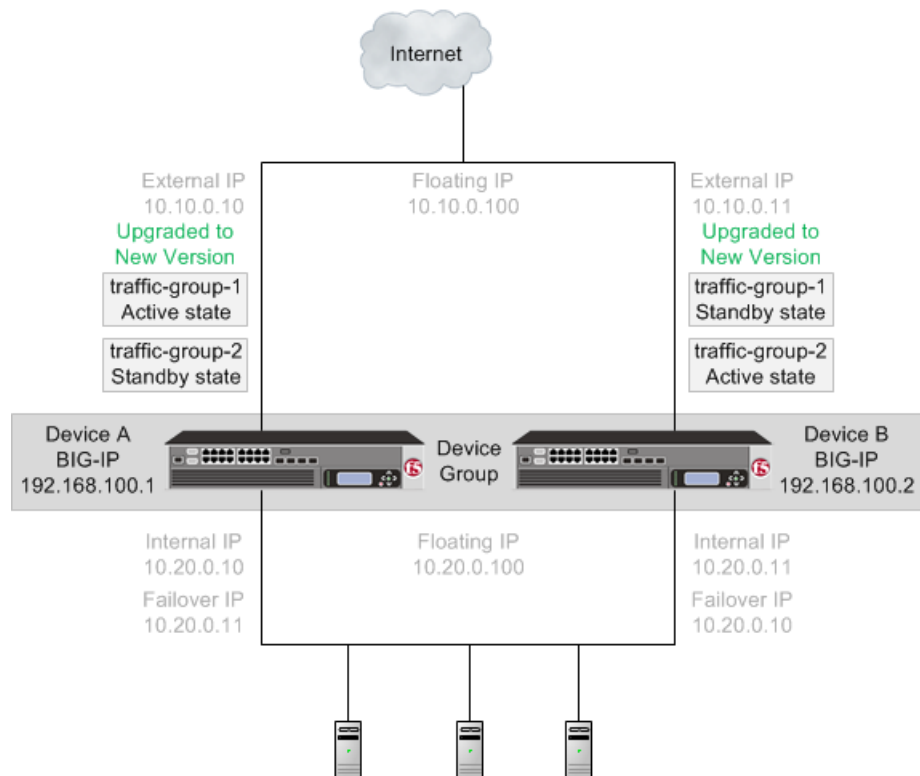 Internet
External IP
10.10.0.10
Floating IP
10.10.0.100
External IP
10.10.0.11
Upgraded to
New Version
Upgraded to
New Version
traffic-group-1
Active state
traffic-group-1
Standby state
traffic-group-2
Standby state
traffic-group-2
Active state
Device A
BIG-IP
192.168.100.1
f5
Device
Group
f5
Device B
BIG-IP
192.168.100.2
Internal IP
10.20.0.10
Floating IP
10.20.0.100
Internal IP
10.20.0.11
Failover IP
10.20.0.11
Failover IP
10.20.0.10